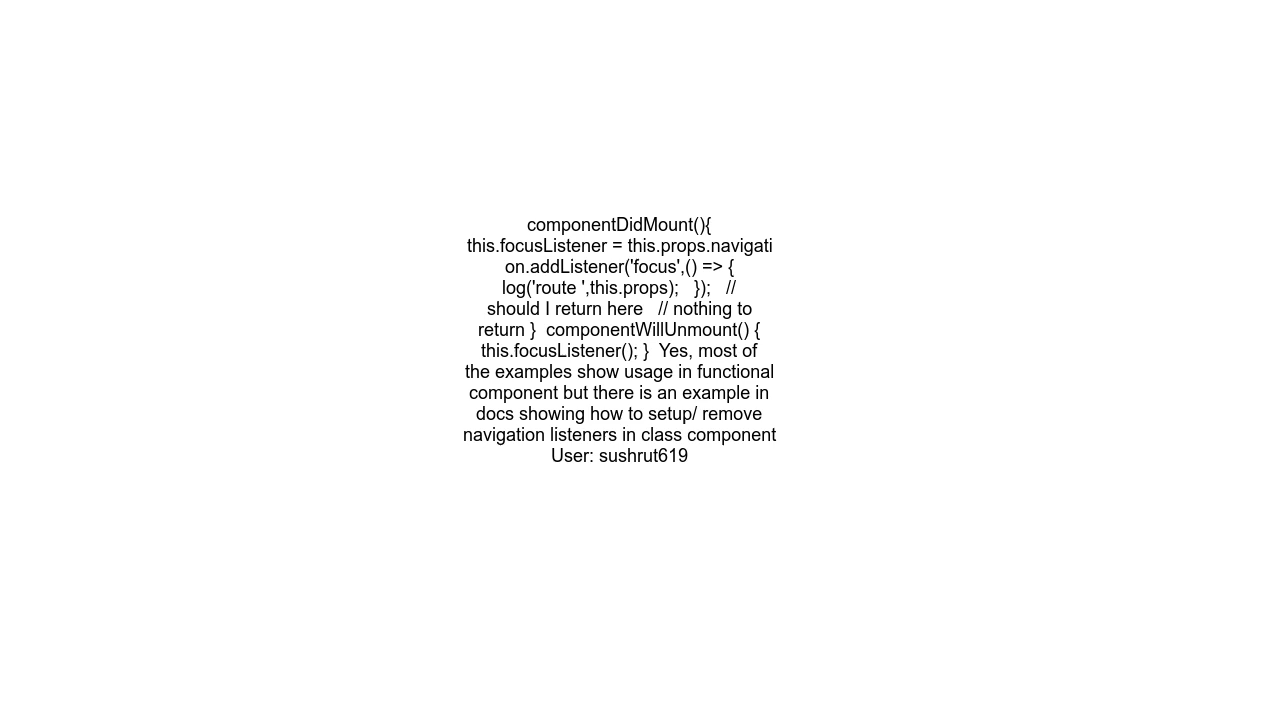 componentDidMount(){
this.focusListener = this.props.navigati
on.addListener('focus',() => {
log('route ',this.props);   });   //
should I return here   // nothing to
return }  componentWillUnmount() {
this.focusListener(); }  Yes, most of
the examples show usage in functional
component but there is an example in
docs showing how to setup/ remove
navigation listeners in class component
User: sushrut619